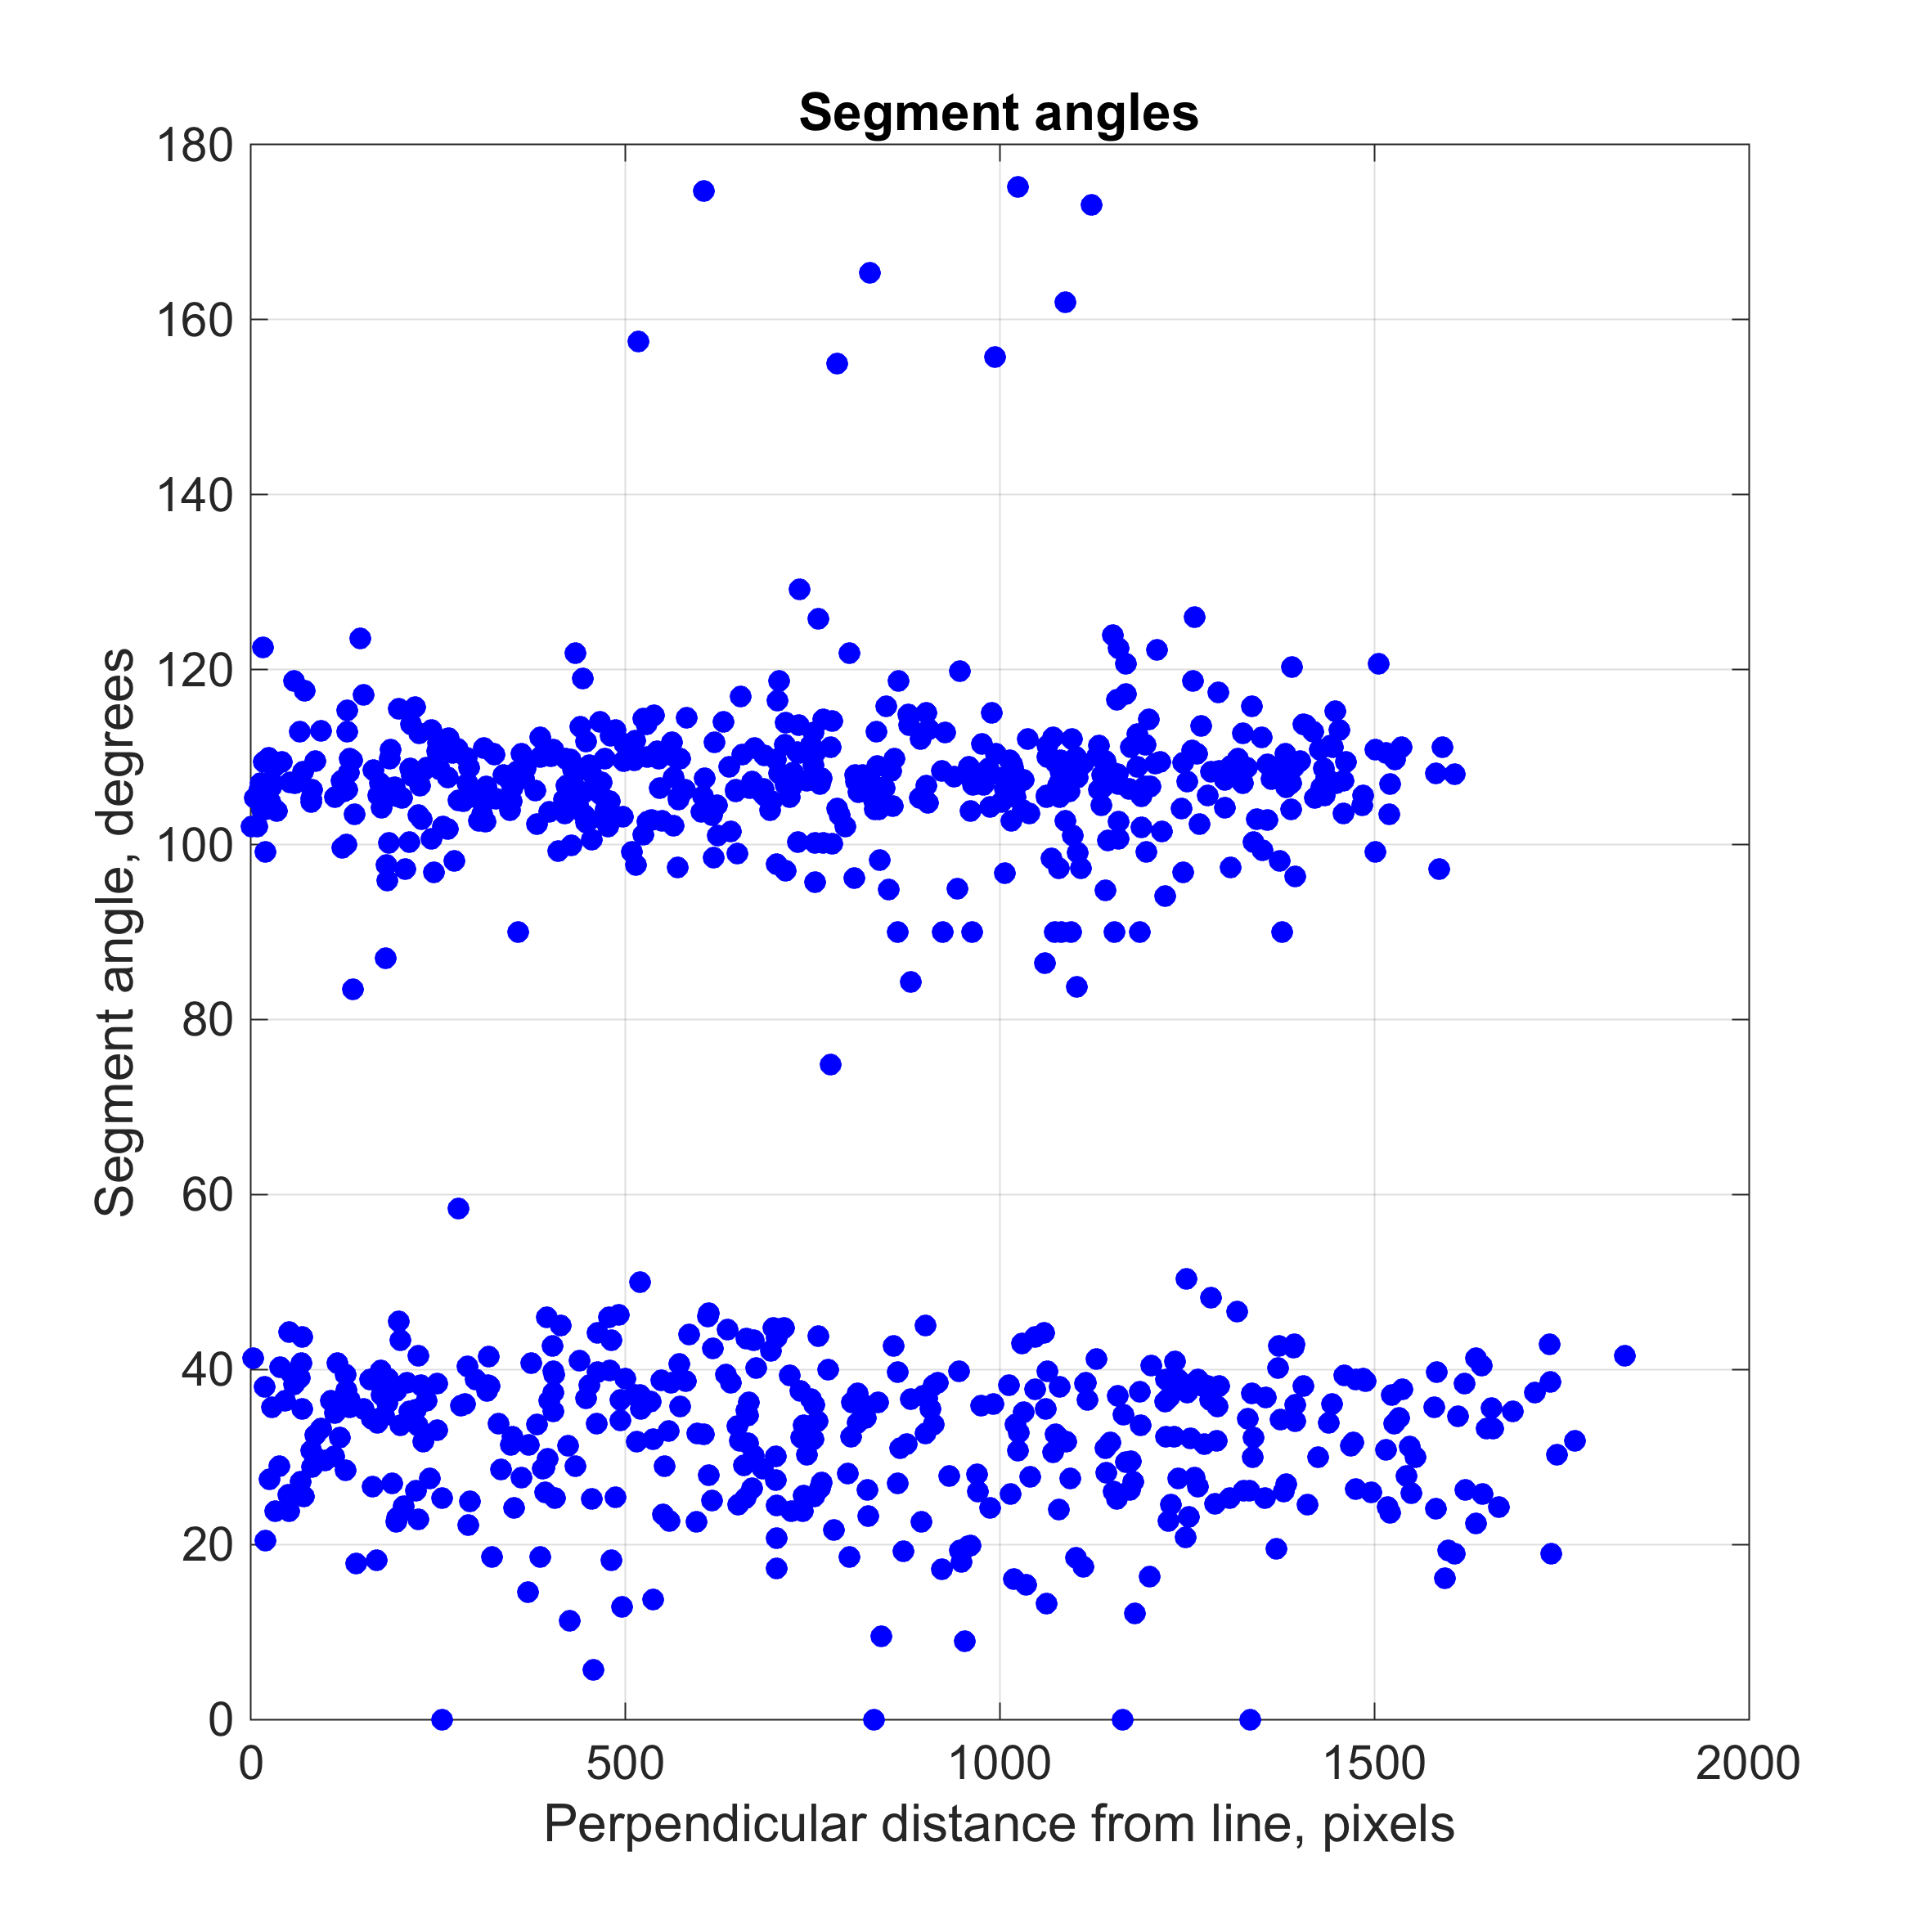 Segment angles
180
160
140
120
100
80
60
40
20
0
Segment angle, degrees
0 500 1000 1500 2000
Perpendicular distance from line, pixels